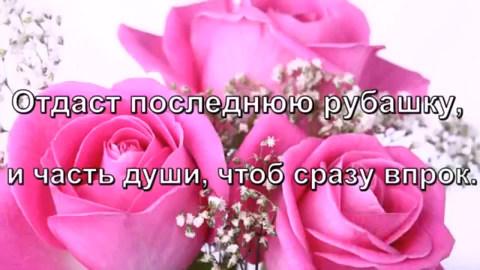 Отдаст последнюю рубашку,
и часть души, чтоб сразу впрок.